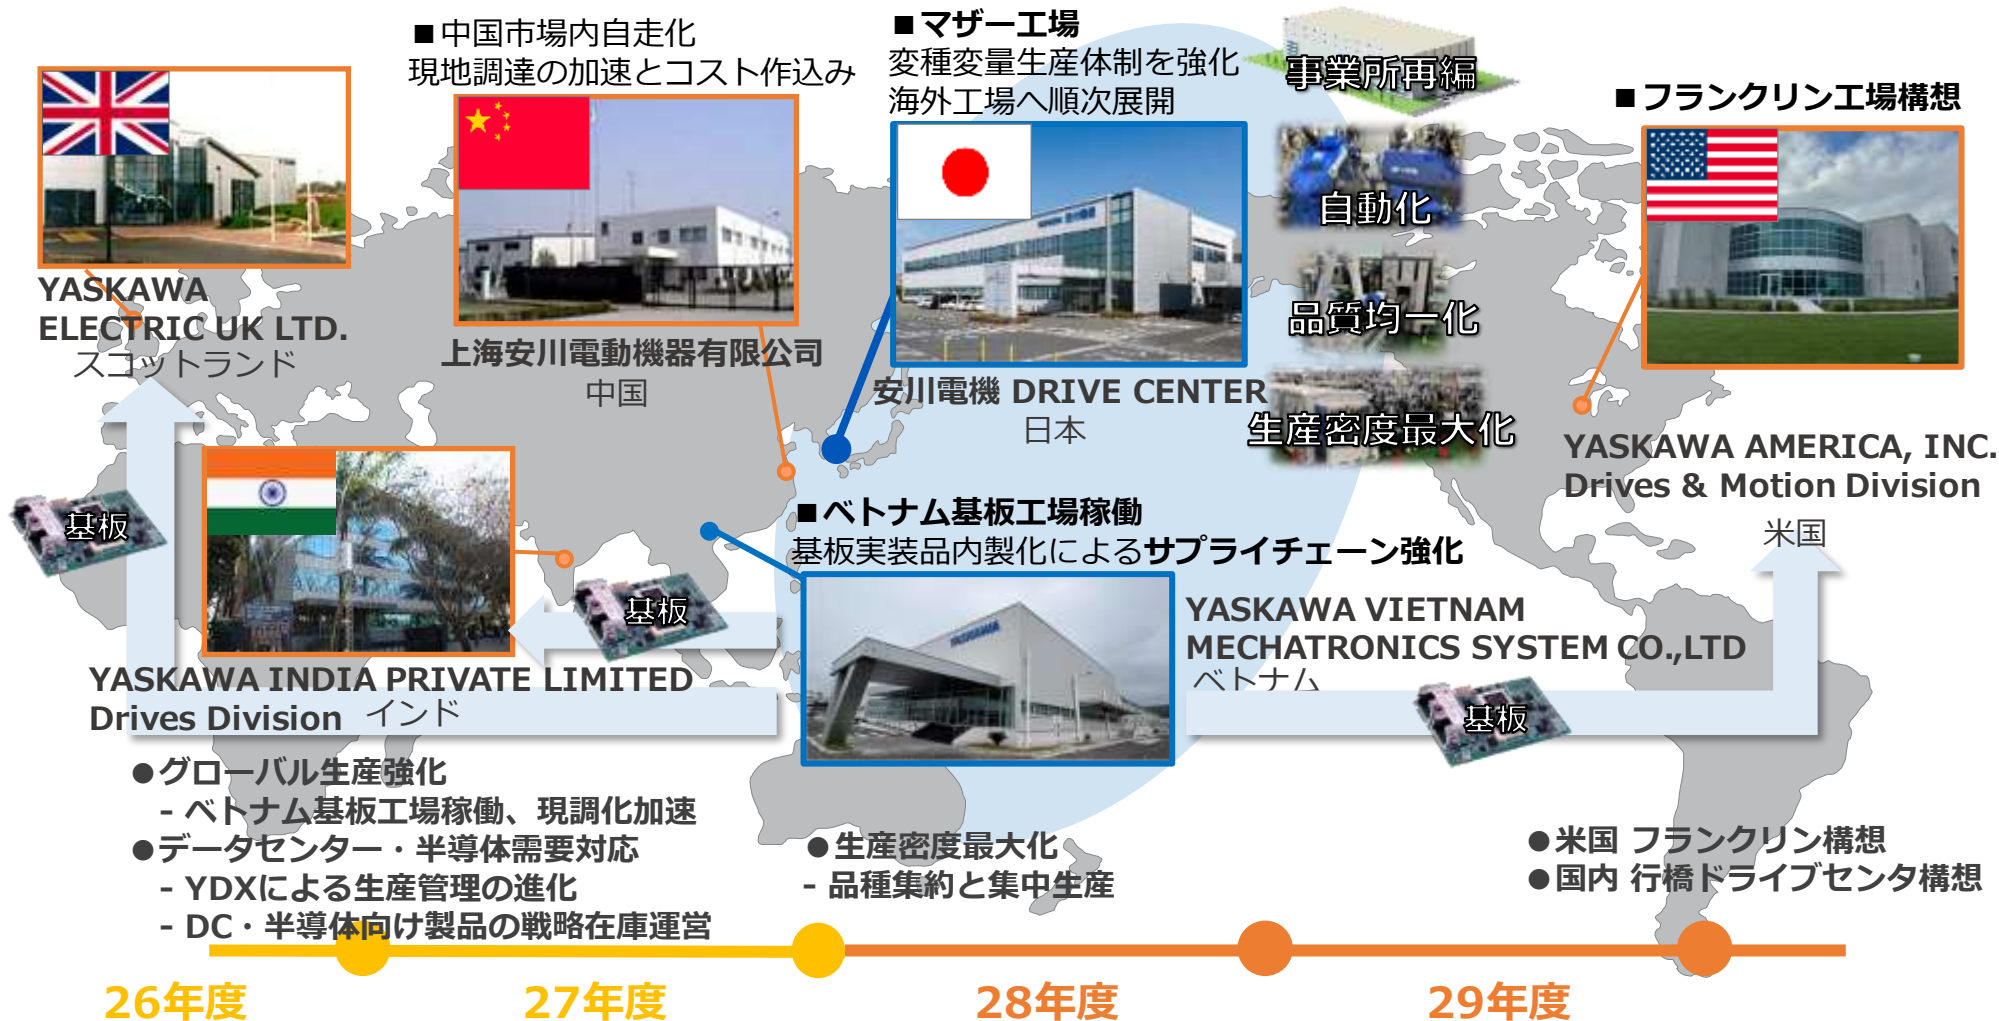 ■中国市場内自走化
現地調達の加速とコスト作込み
■マザー工場
変種変量生産体制を強化
海外工場へ順次展開
事業所再編
自動化
品質均一化
生産密度最大化
■フランクリン工場構想
YASKAWA
ELECTRIC UK LTD.
スコットランド
上海安川電動機器有限公司
中国
安川電機 DRIVE CENTER
日本
YASKAWA AMERICA, INC.
Drives & Motion Division
米国
■ベトナム基板工場稼働
基板実装品内製化によるサプライチェーン強化
YASKAWA
YASKAWA VIETNAM
MECHATRONICS SYSTEM CO.,LTD
ベトナム
基板
基板
基板
YASKAWA INDIA PRIVATE LIMITED
Drives Division インド
●グローバル生産強化
- ベトナム基板工場稼働、現調化加速
●データセンター・半導体需要対応
- YDXによる生産管理の進化
- DC・半導体向け製品の戦略在庫運営
●生産密度最大化
- 品種集約と集中生産
●米国 フランクリン構想
●国内 行橋ドライブセンタ構想
26年度
27年度
28年度
29年度